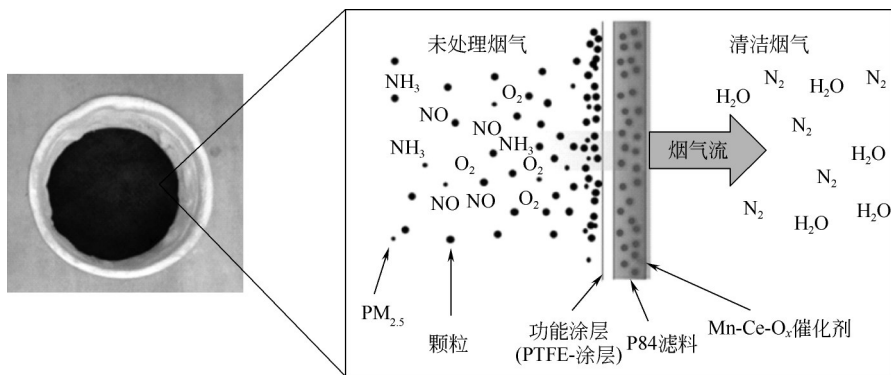 未处理烟气
清洁烟气
NH₃
O₂
NO
NO
NH₃
NH₃
O₂
O₂
NO
NO
O₂
烟气流
N₂
N₂
H₂O
H₂O
N₂
H₂O
N₂
N₂
H₂O
H₂O
PM₂.₅
颗粒
功能涂层
(PTFE-涂层)
P84滤料
Mn-Ce-Oₓ催化剂